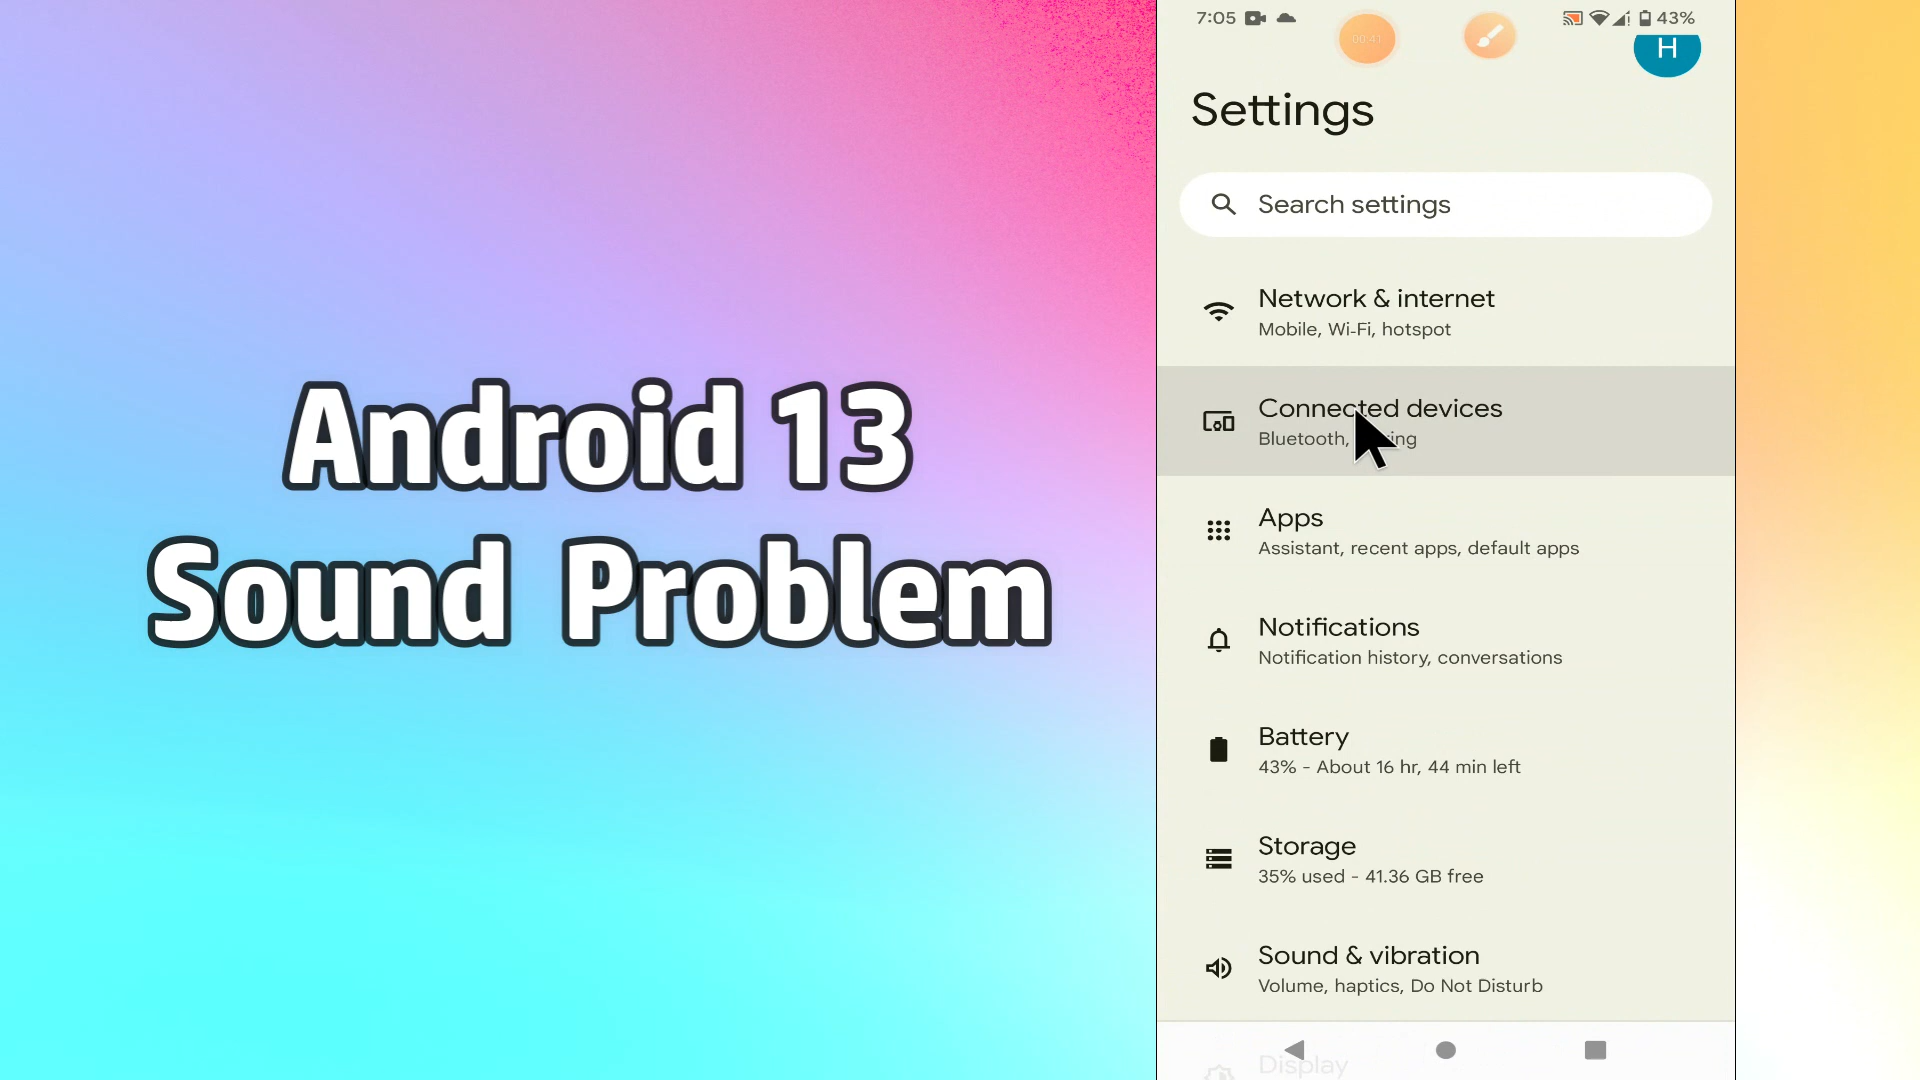 Android 13
Sound Problem
7:05
43%
00:41
H
Settings
Search settings
Network & internet
Mobile, Wi-Fi, hotspot
Connected devices
Bluetooth,
Apps
Assistant, recent apps, default apps
Notifications
Notification history, conversations
Battery
43% - About 16 hr, 44 min left
Storage
35% used - 41.36 GB free
Sound & vibration
Volume, haptics, Do Not Disturb
Display